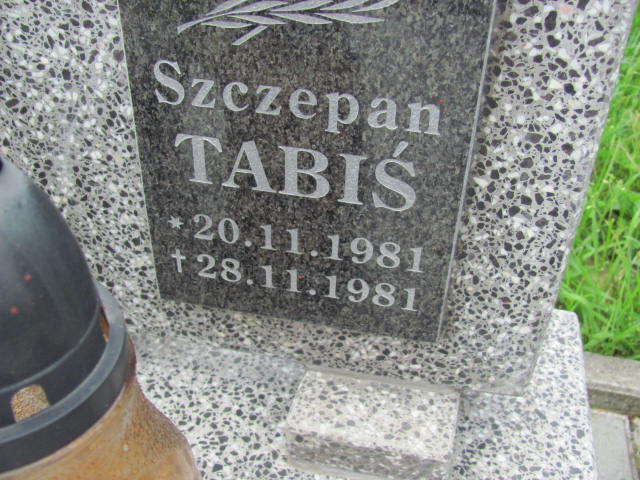 Szczepan
TABIŚ
* 20.11.1981
† 28.11.1981